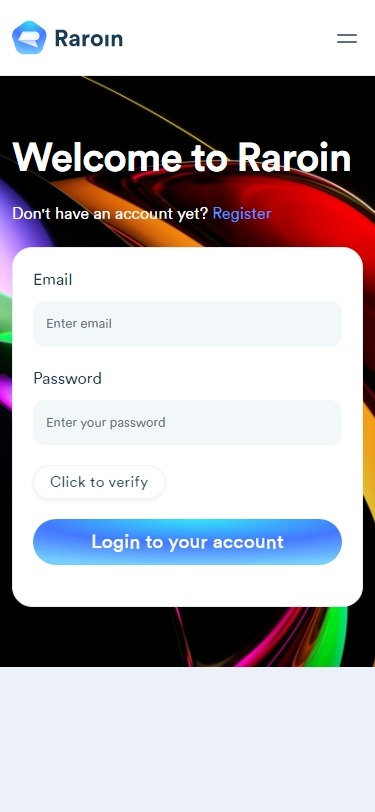 Raroin
Welcome to Raroin
Don't have an account yet? Register
Email
Enter email
Password
Enter your password
Click to verify
Login to your account